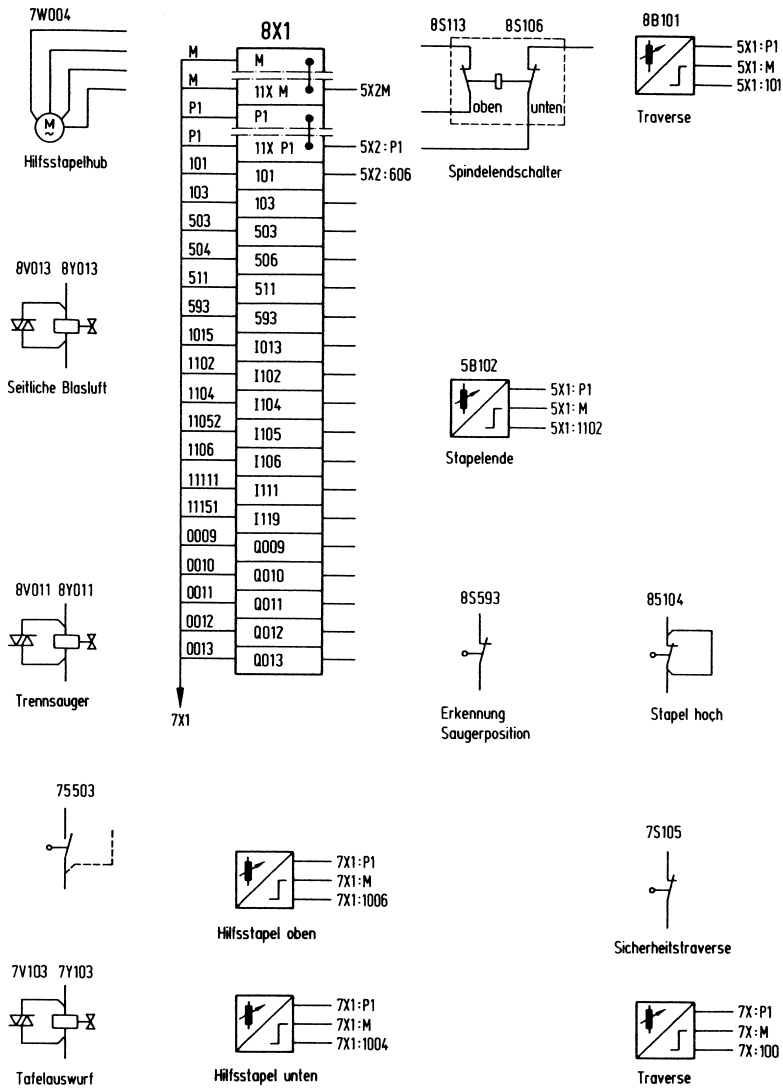 7W004
M
~
Hilfsstapelhub
8X1
M
M
M
11X M
5X2M
P1
P1
P1
11X P1
5X2:P1
101
101
5X2:606
103
103
503
503
504
506
511
511
593
593
1015
I013
1102
I102
1104
I104
11052
I105
1106
I106
11111
I111
11151
I119
0009
Q009
0010
Q010
0011
Q011
0012
Q012
0013
Q013
7X1
8S113 8S106
oben unten
Spindelendschalter
8B101
5X1:P1
5X1:M
5X1:101
Traverse
8V013 8Y013
Seitliche Blasluft
5B102
5X1:P1
5X1:M
5X1:1102
Stapelende
8V011 8Y011
Trennsauger
8S593
Erkennung
Saugerposition
85104
Stapel hoch
75503
7X1:P1
7X1:M
7X1:1006
Hilfsstapel oben
7S105
Sicherheitstraverse
7V103 7Y103
Tafelauswurf
7X1:P1
7X1:M
7X1:1004
Hilfsstapel unten
7X:P1
7X:M
7X:100
Traverse